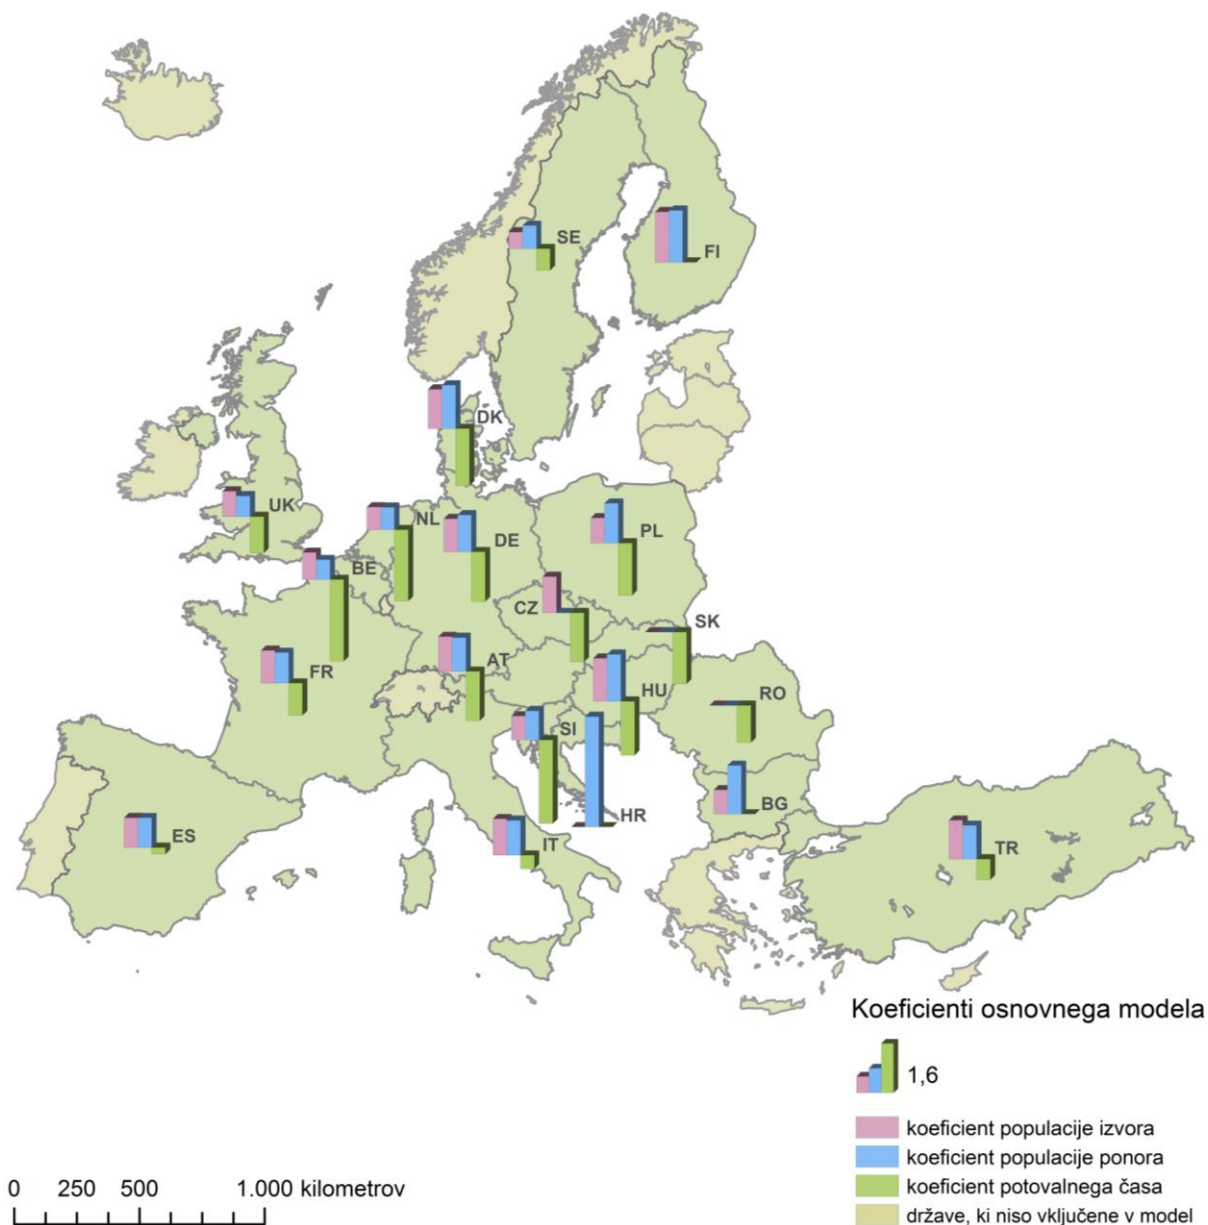 SE
FI
DK
UK
NL
DE
PL
BE
CZ
SK
FR
AT
HU
RO
SI
HR
BG
ES
IT
TR
Koeficienti osnovnega modela
1,6
koeficient populacije izvora
koeficient populacije ponora
koeficient potovalnega časa
države, ki niso vključene v model
0 250 500 1.000 kilometrov